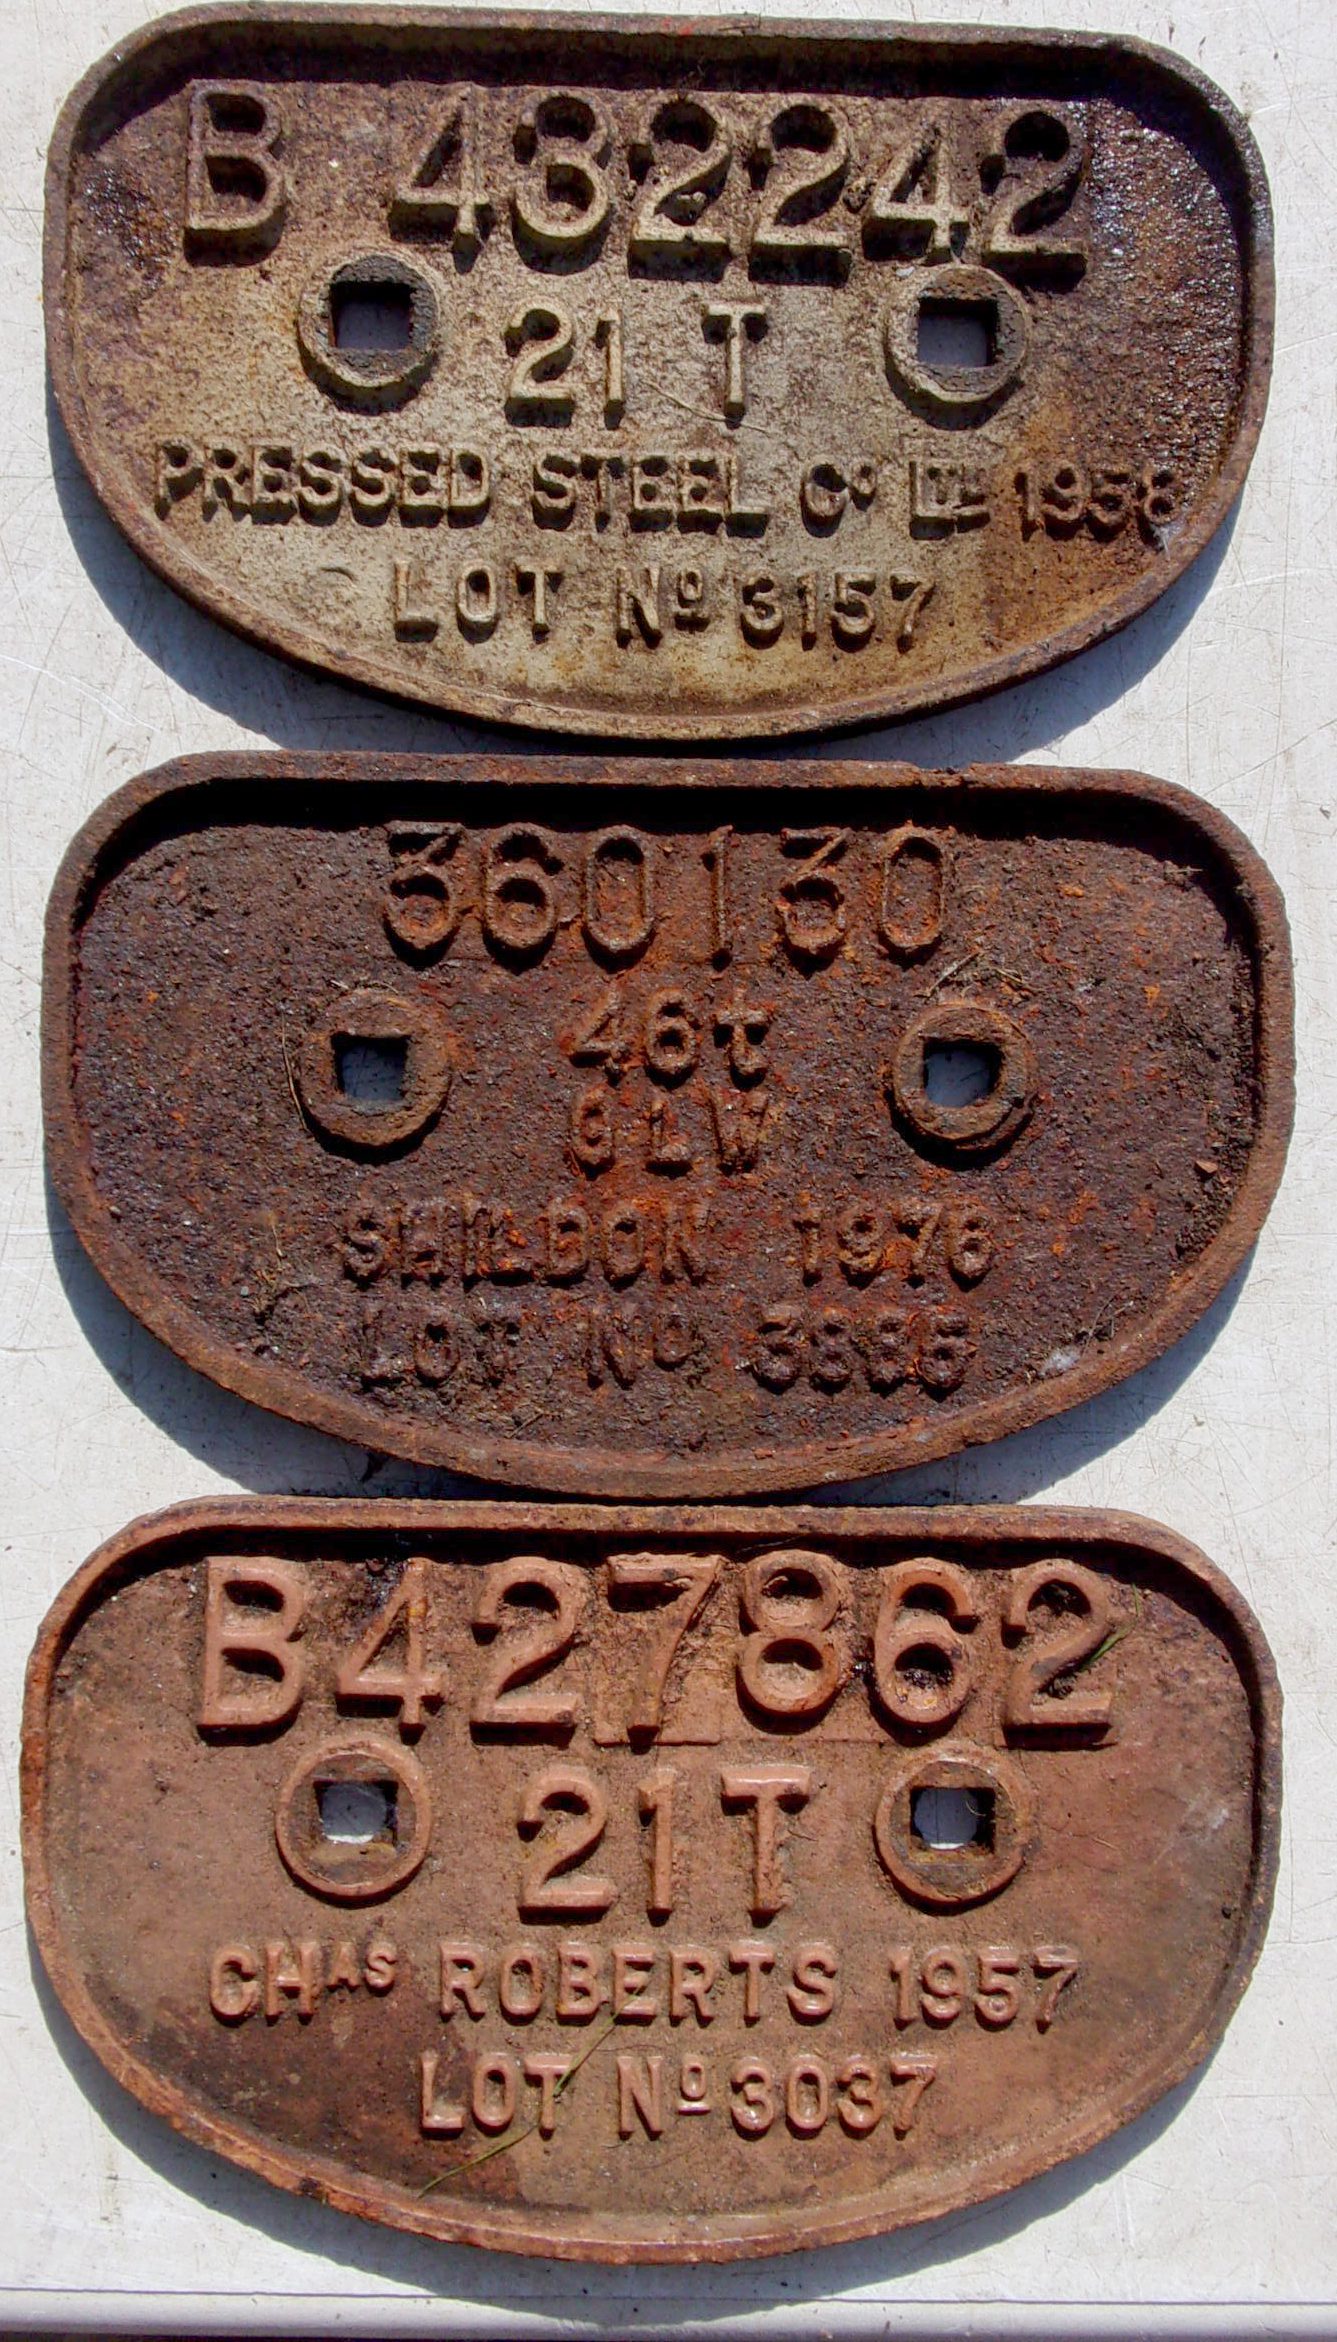 B 432242
21 T
PRESSED STEEL Co LTD 1958
LOT No 3157
360130
46t
GLW
SHILDON 1976
LOT No 3885
B427862
21T
CHAS ROBERTS 1957
LOT No 3037